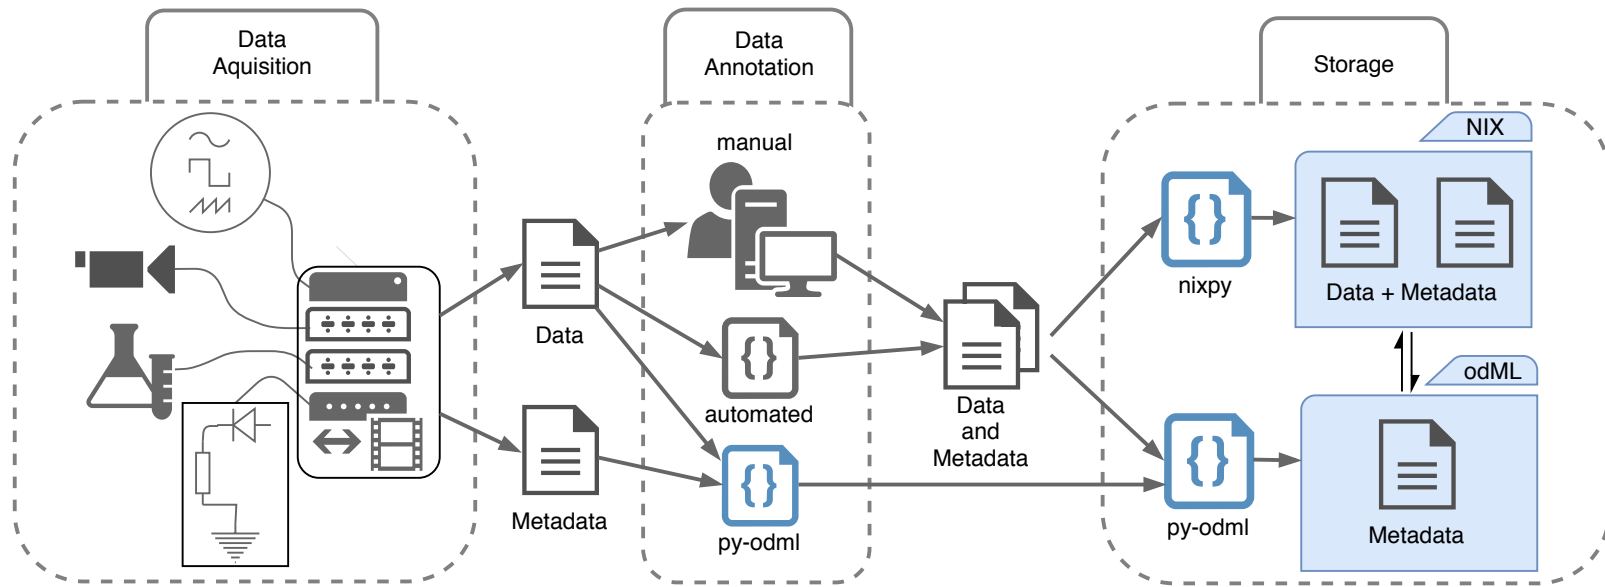 Data
Aquisition
Data
Annotation
Storage
manual
NIX
nixpy
Data + Metadata
Data
automated
odML
Data
and
Metadata
Metadata
py-odml
py-odml
Metadata